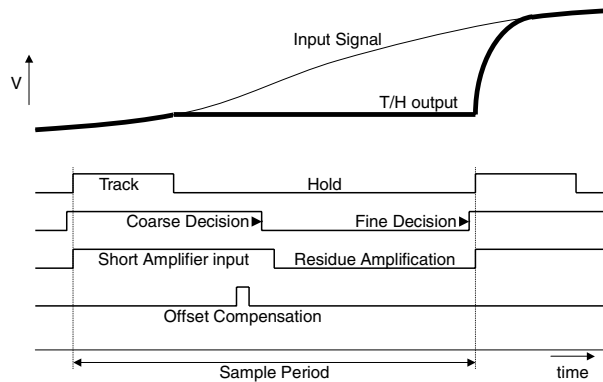 Input Signal
V
T/H output
Track
Hold
Coarse Decision
Fine Decision
Short Amplifier input
Residue Amplification
Offset Compensation
Sample Period
time